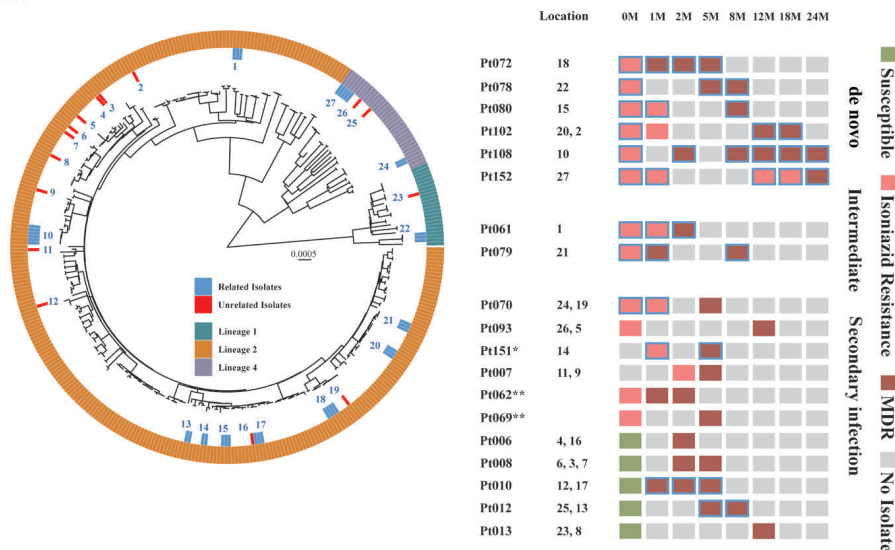 Location 0M 1M 2M 5M 8M 12M 18M 24M
Pt072 18
Pt078 22
Pt080 15
Pt102 20, 2
Pt108 10
Pt152 27
Pt061 1
Pt079 21
Pt070 24, 19
Pt093 26, 5
Pt151* 14
Pt007 11, 9
Pt062**
Pt069**
Pt006 4, 16
Pt008 6, 3, 7
Pt010 12, 17
Pt012 25, 13
Pt013 23, 8
de novo
Intermediate
Secondary infection
Susceptible
Isoniazid Resistance
MDR
No Isolate
1
2
3
4
5
6
7
8
9
10
11
12
13
14
15
16
17
18
19
20
21
22
23
24
25
26
27
0.0005
Related Isolates
Unrelated Isolates
Lineage 1
Lineage 2
Lineage 4